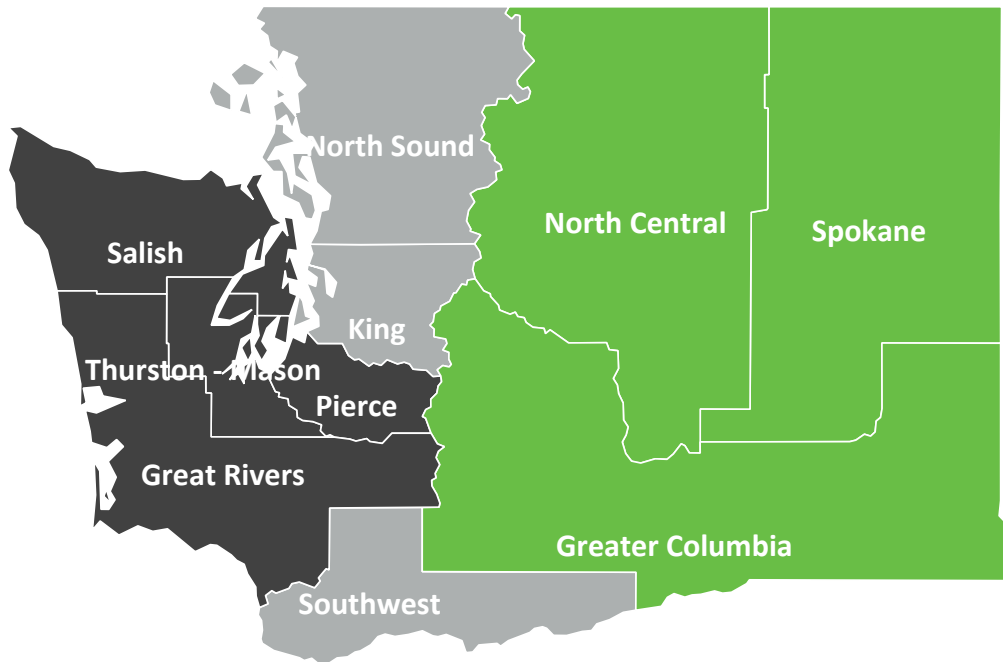 North Sound
North Central
Spokane
Salish
King
Thurston - Mason
Pierce
Great Rivers
Greater Columbia
Southwest